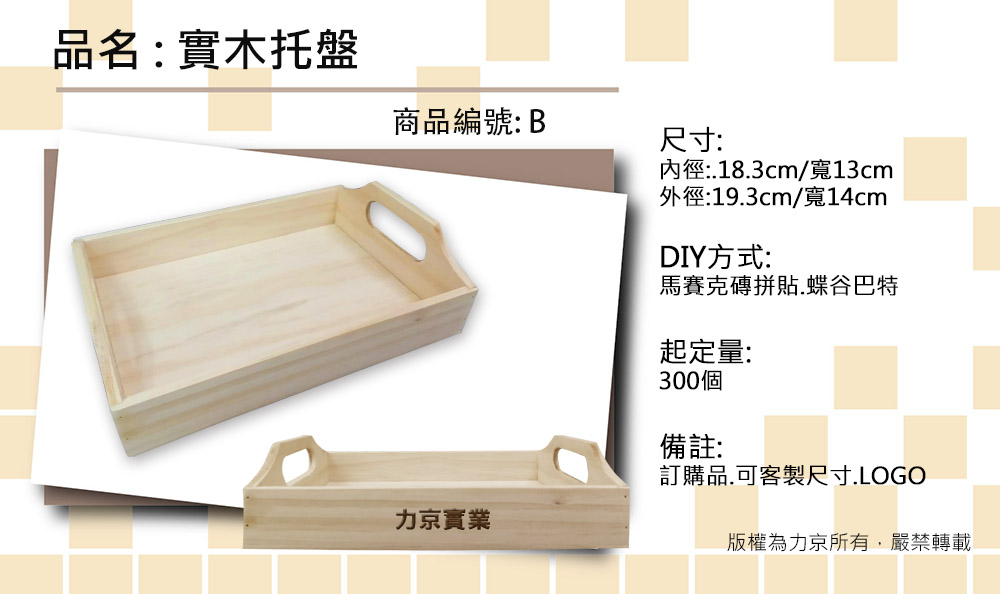 品名 : 實木托盤
商品編號: B
尺寸:
內徑:.18.3cm/寬13cm
外徑:19.3cm/寬14cm
DIY方式:
馬賽克磚拼貼.蝶谷巴特
起定量:
300個
備註:
訂購品.可客製尺寸.LOGO
力京實業
版權為力京所有，嚴禁轉載